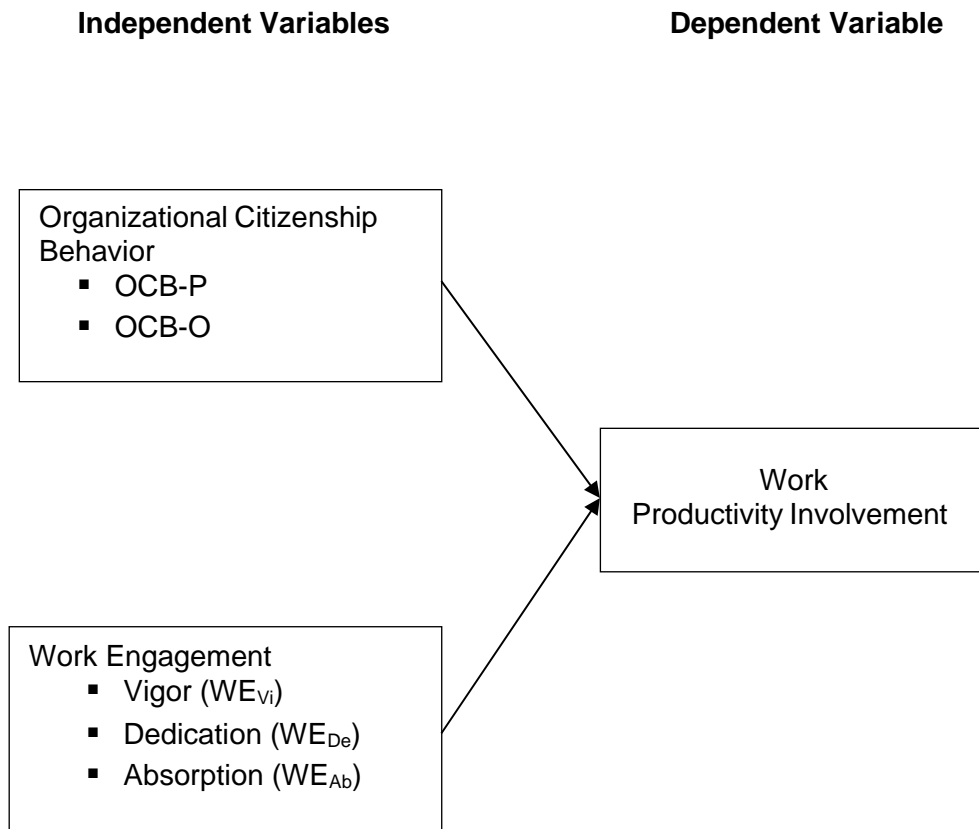 Independent Variables
Dependent Variable
Organizational Citizenship
Behavior
▪ OCB-P
▪ OCB-O
Work
Productivity Involvement
Work Engagement
▪ Vigor (WEVi)
▪ Dedication (WEDe)
▪ Absorption (WEAb)